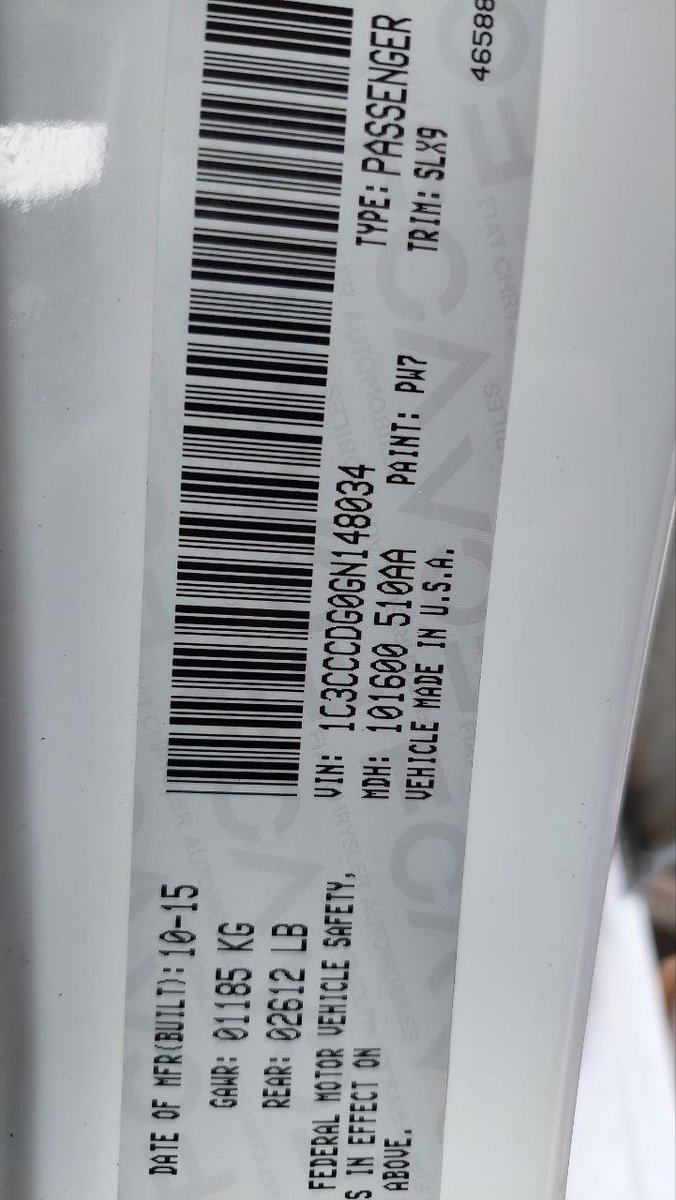 DATE OF MFR(BUILT): 10-15
GAWR: 01185 KG
REAR: 02612 LB
FEDERAL MOTOR VEHICLE SAFETY,
S IN EFFECT ON
ABOVE.
VIN: 1C3CCCDG0GN148034
TYPE: PASSENGER
MDH: 101600 510AA
PAINT: PW7
TRIM: SLX9
VEHICLE MADE IN U.S.A.
46588